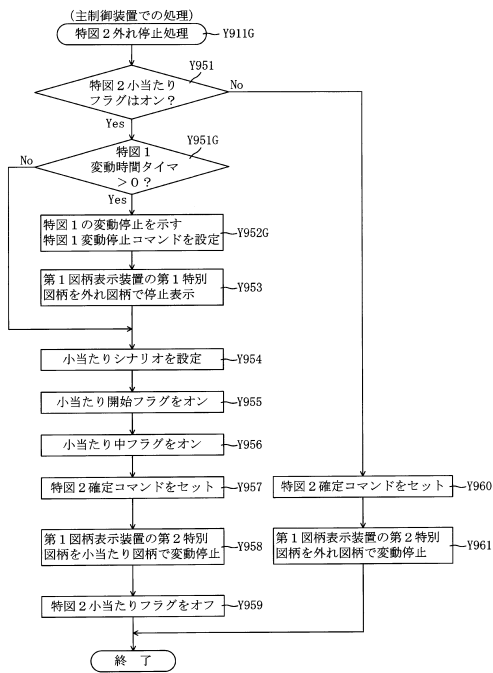 (主制御装置での処理)
特図2外れ停止処理
Y911G
Y951
特図2小当たり
フラグはオン？
No
Yes
Y951G
特図1
変動時間タイマ
＞0？
No
Yes
特図1の変動停止を示す
特図1変動停止コマンドを設定
Y952G
第1図柄表示装置の第1特別
図柄を外れ図柄で停止表示
Y953
小当たりシナリオを設定
Y954
小当たり開始フラグをオン
Y955
小当たり中フラグをオン
Y956
特図2確定コマンドをセット
Y957
特図2確定コマンドをセット
Y960
第1図柄表示装置の第2特別
図柄を小当たり図柄で変動停止
Y958
第1図柄表示装置の第2特別
図柄を外れ図柄で変動停止
Y961
特図2小当たりフラグをオフ
Y959
終 了